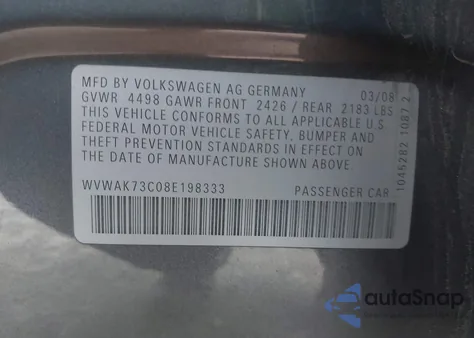 MFD BY VOLKSWAGEN AG GERMANY 03/08
GVWR 4498 GAWR FRONT 2426 / REAR 2183 LBS
THIS VEHICLE CONFORMS TO ALL APPLICABLE U.S
FEDERAL MOTOR VEHICLE SAFETY, BUMPER AND
THEFT PREVENTION STANDARDS IN EFFECT ON
THE DATE OF MANUFACTURE SHOWN ABOVE.
WVWAK73C08E198333 PASSENGER CAR
1045282 1087 2
autoSnap
www.autosnap